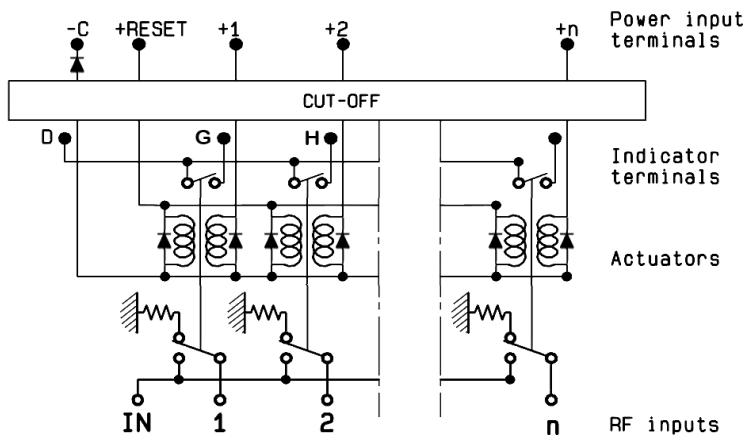 -C +RESET +1 +2 +n Power input
terminals
CUT-OFF
D G H Indicator
terminals
Actuators
IN 1 2 n RF inputs